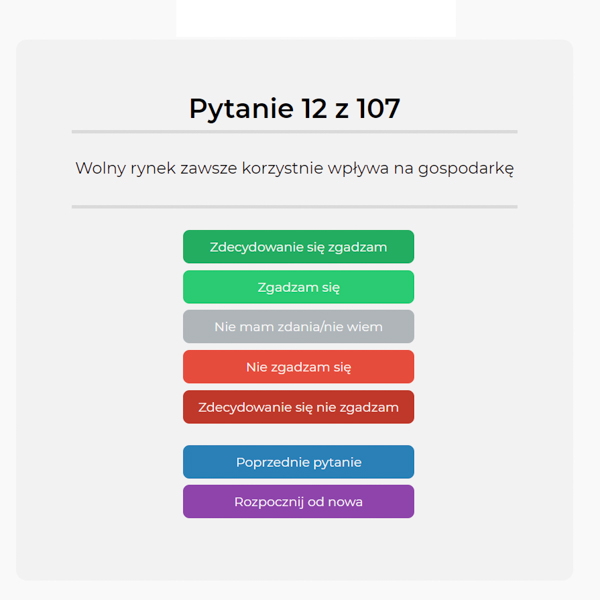 Pytanie 12 z 107
Wolny rynek zawsze korzystnie wpływa na gospodarkę
Zdecydowanie się zgadzam
Zgadzam się
Nie mam zdania/nie wiem
Nie zgadzam się
Zdecydowanie się nie zgadzam
Poprzednie pytanie
Rozpocznij od nowa